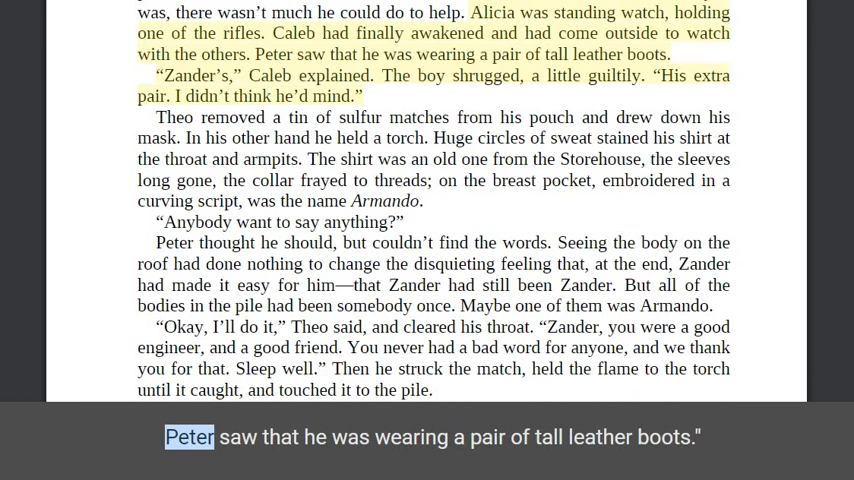 was, there wasn’t much he could do to help. Alicia was standing watch, holding
one of the rifles. Caleb had finally awakened and had come outside to watch
with the others. Peter saw that he was wearing a pair of tall leather boots.
“Zander’s,” Caleb explained. The boy shrugged, a little guiltily. “His extra
pair. I didn’t think he’d mind.”
Theo removed a tin of sulfur matches from his pouch and drew down his
mask. In his other hand he held a torch. Huge circles of sweat stained his shirt at
the throat and armpits. The shirt was an old one from the Storehouse, the sleeves
long gone, the collar frayed to threads; on the breast pocket, embroidered in a
curving script, was the name Armando.
“Anybody want to say anything?”
Peter thought he should, but couldn’t find the words. Seeing the body on the
roof had done nothing to change the disquieting feeling that, at the end, Zander
had made it easy for him—that Zander had still been Zander. But all of the
bodies in the pile had been somebody once. Maybe one of them was Armando.
“Okay, I’ll do it,” Theo said, and cleared his throat. “Zander, you were a good
engineer, and a good friend. You never had a bad word for anyone, and we thank
you for that. Sleep well.” Then he struck the match, held the flame to the torch
until it caught, and touched it to the pile.
Peter saw that he was wearing a pair of tall leather boots."